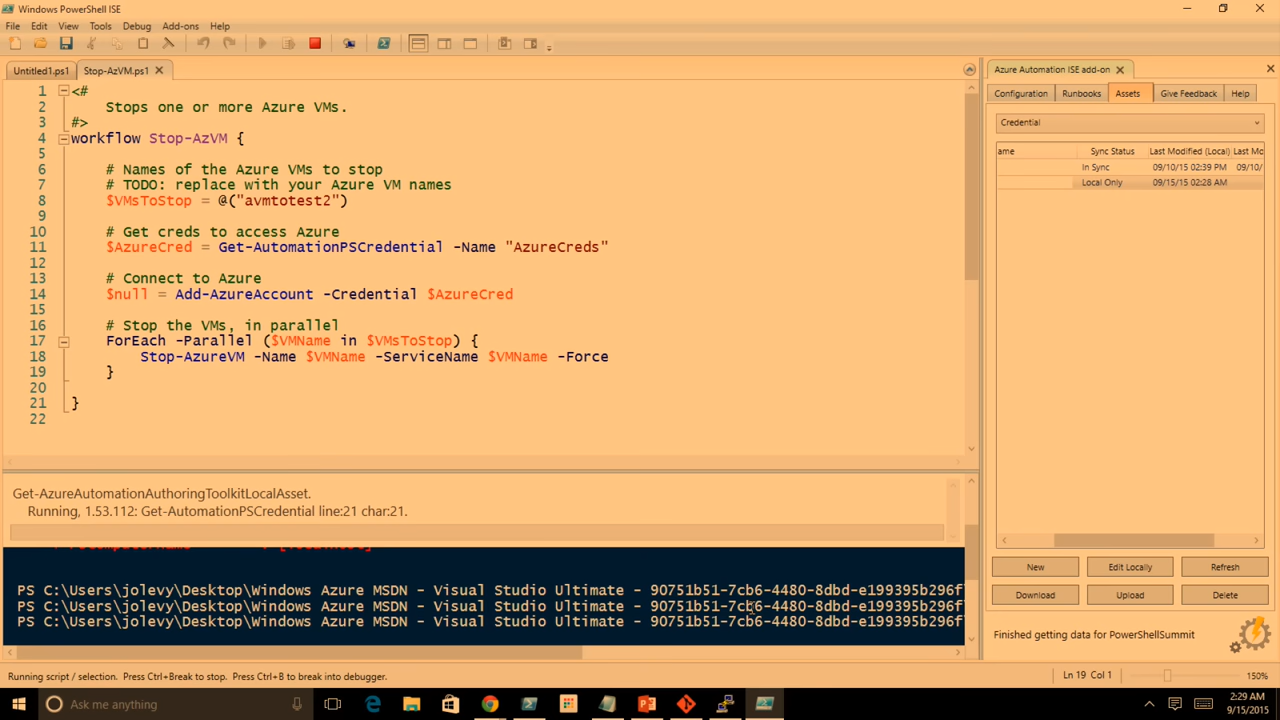 Windows PowerShell ISE
File Edit View Tools Debug Add-ons Help
Untitled1.ps1 Stop-AzVM.ps1
1 <#
2 Stops one or more Azure VMs.
3 #>
4 workflow Stop-AzVM {
5
6 # Names of the Azure VMs to stop
7 # TODO: replace with your Azure VM names
8 $VMsToStop = @("avmtotest2")
9
10 # Get creds to access Azure
11 $AzureCred = Get-AutomationPSCredential -Name "AzureCreds"
12
13 # Connect to Azure
14 $null = Add-AzureAccount -Credential $AzureCred
15
16 # Stop the VMs, in parallel
17 ForEach -Parallel ($VMName in $VMsToStop) {
18 Stop-AzureVM -Name $VMName -ServiceName $VMName -Force
19 }
20
21 }
22
Get-AzureAutomationAuthoringToolkitLocalAsset.
Running, 1.53.112: Get-AutomationPSCredential line:21 char:21.
PS C:\Users\jolevy\Desktop\Windows Azure MSDN - Visual Studio Ultimate - 90751b51-7cb6-4480-8dbd-e199395b296f
PS C:\Users\jolevy\Desktop\Windows Azure MSDN - Visual Studio Ultimate - 90751b51-7cb6-4480-8dbd-e199395b296f
PS C:\Users\jolevy\Desktop\Windows Azure MSDN - Visual Studio Ultimate - 90751b51-7cb6-4480-8dbd-e199395b296f
Azure Automation ISE add-on
Configuration Runbooks Assets Give Feedback Help
Credential
ame Sync Status Last Modified (Local) Last Mo
In Sync 09/10/15 02:39 PM 09/10/
Local Only 09/15/15 02:28 AM
New Edit Locally Refresh
Download Upload Delete
Finished getting data for PowerShellSummit
Running script / selection. Press Ctrl+Break to stop. Press Ctrl+B to break into debugger.
Ln 19 Col 1
150%
Ask me anything
2:29 AM
9/15/2015